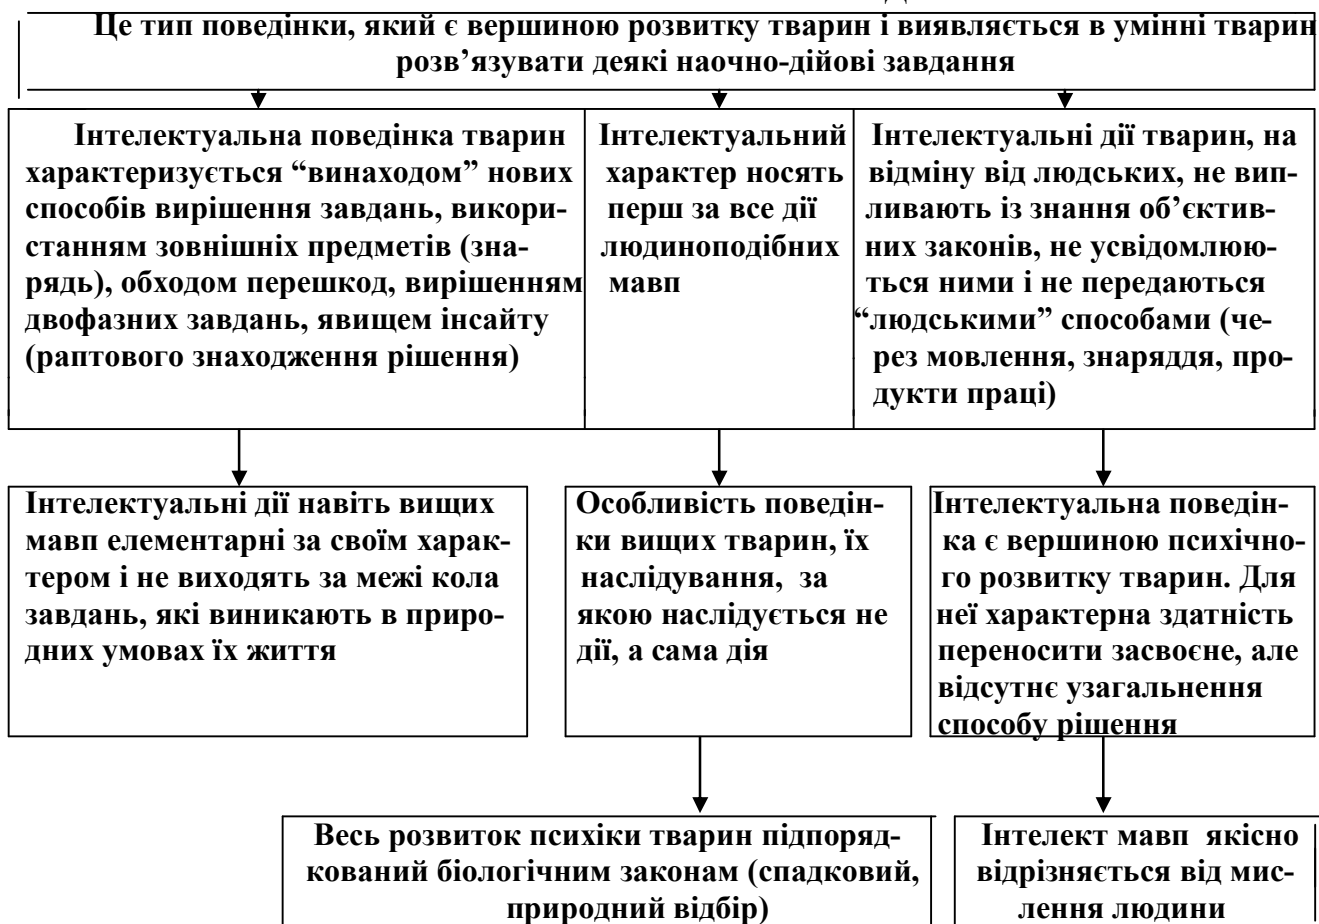 Це тип поведінки, який є вершиною розвитку тварин і виявляється в умінні тварин
розв’язувати деякі наочно-дійові завдання
Інтелектуальна поведінка тварин
характеризується “винаходом” нових
способів вирішення завдань, викори-
станням зовнішніх предметів (зна-
рядь), обходом перешкод, вирішенням
двофазних завдань, явищем інсайту
(раптового знаходження рішення)
Інтелектуальний
характер носять
перш за все дії
людиноподібних
мавп
Інтелектуальні дії тварин, на
відміну від людських, не вип-
ливають із знання об’єктив-
них законів, не усвідомлюю-
ться ними і не передаються
“людськими” способами (че-
рез мовлення, знаряддя, про-
дукти праці)
Інтелектуальні дії навіть вищих
мавп елементарні за своїм харак-
тером і не виходять за межі кола
завдань, які виникають в приро-
дних умовах їх життя
Особливість поведін-
ки вищих тварин, їх
наслідування, за
якою наслідується не
дії, а сама дія
Інтелектуальна поведін-
ка є вершиною психічно-
го розвитку тварин. Для
неї характерна здатність
переносити засвоєне, але
відсутнє узагальнення
способу рішення
Весь розвиток психіки тварин підпоряд-
кований біологічним законам (спадковий,
природний відбір)
Інтелект мавп якісно
відрізняється від мис-
лення людини